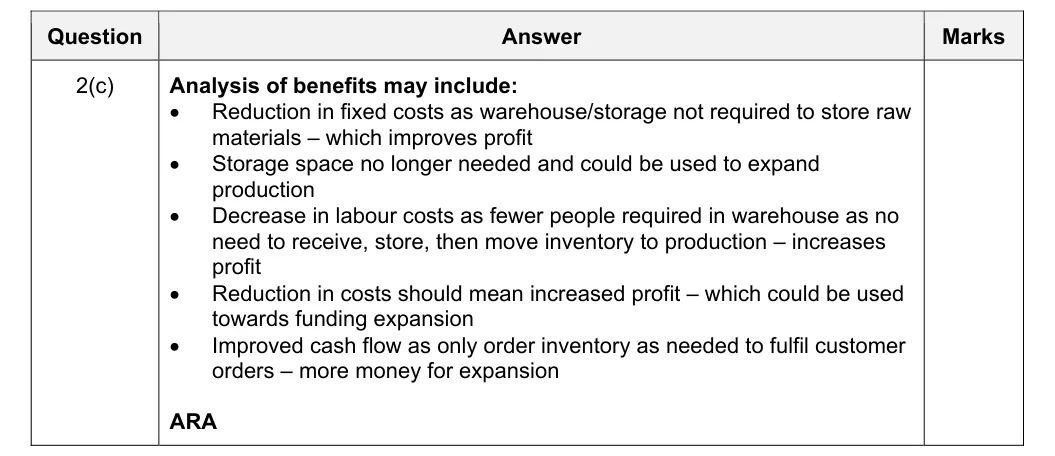 Question Answer Marks
2(c) Analysis of benefits may include:
• Reduction in fixed costs as warehouse/storage not required to store raw
materials – which improves profit
• Storage space no longer needed and could be used to expand
production
• Decrease in labour costs as fewer people required in warehouse as no
need to receive, store, then move inventory to production – increases
profit
• Reduction in costs should mean increased profit – which could be used
towards funding expansion
• Improved cash flow as only order inventory as needed to fulfil customer
orders – more money for expansion
ARA